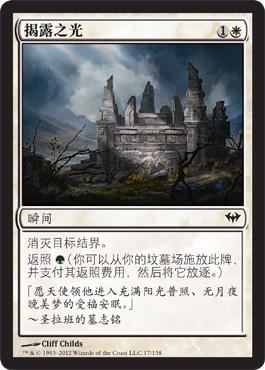 揭露之光 1
瞬间
消灭目标结界。
返照(你可以从你的坟墓场施放此牌,
并支付其返照费用,然后将它放逐。)
「愿天使领他进入充满阳光普照、无月夜
晚美梦的受福安眠。」
～圣拉班的墓志铭
Cliff Childs
™ & © 1993-2012 Wizards of the Coast LLC 17/158